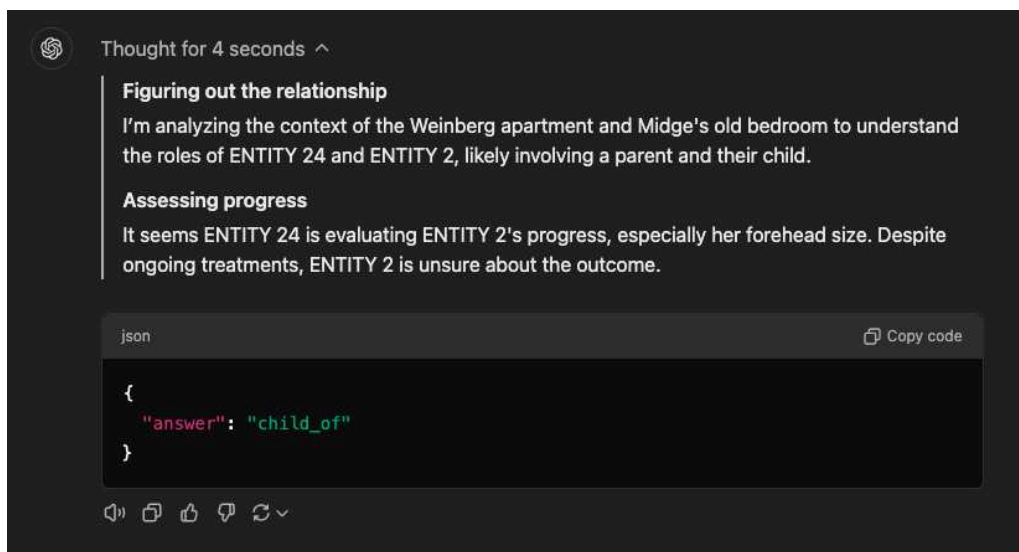 Thought for 4 seconds
Figuring out the relationship
I'm analyzing the context of the Weinberg apartment and Midge's old bedroom to understand
the roles of ENTITY 24 and ENTITY 2, likely involving a parent and their child.
Assessing progress
It seems ENTITY 24 is evaluating ENTITY 2's progress, especially her forehead size. Despite
ongoing treatments, ENTITY 2 is unsure about the outcome.
json Copy code
{
"answer": "child_of"
}